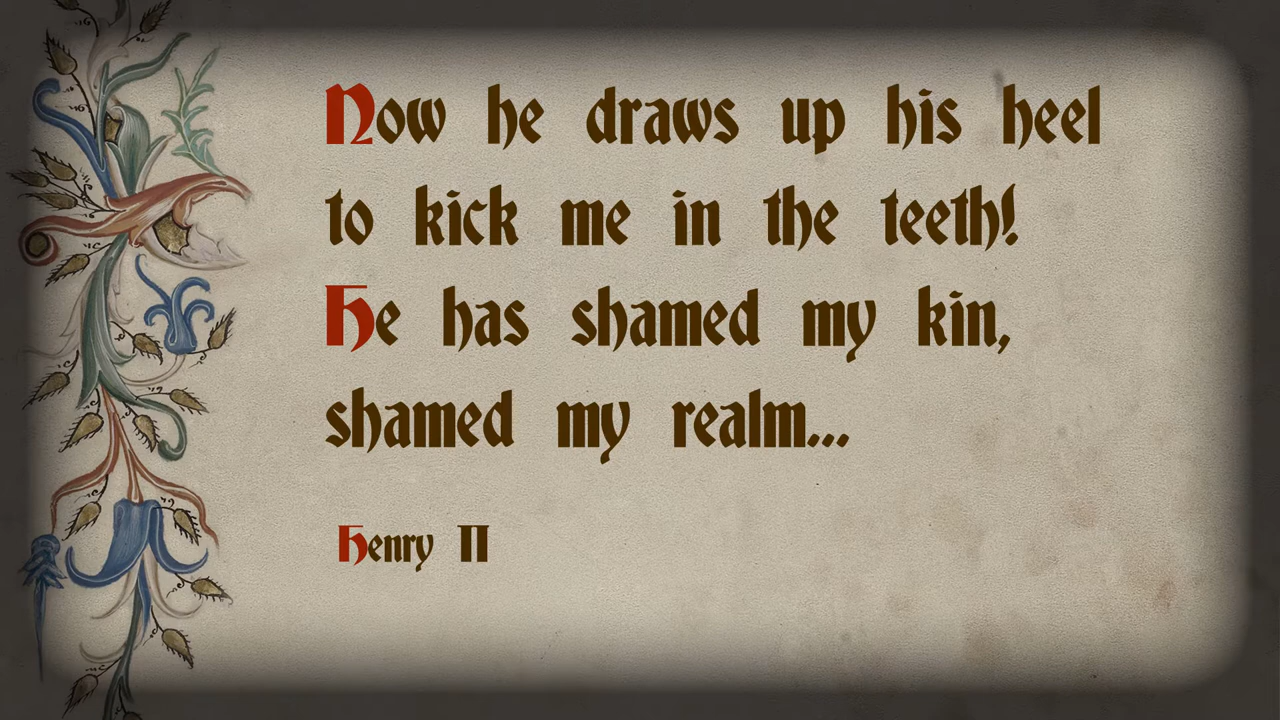 Now he draws up his heel
to kick me in the teeth!
He has shamed my kin,
shamed my realm...
Henry II